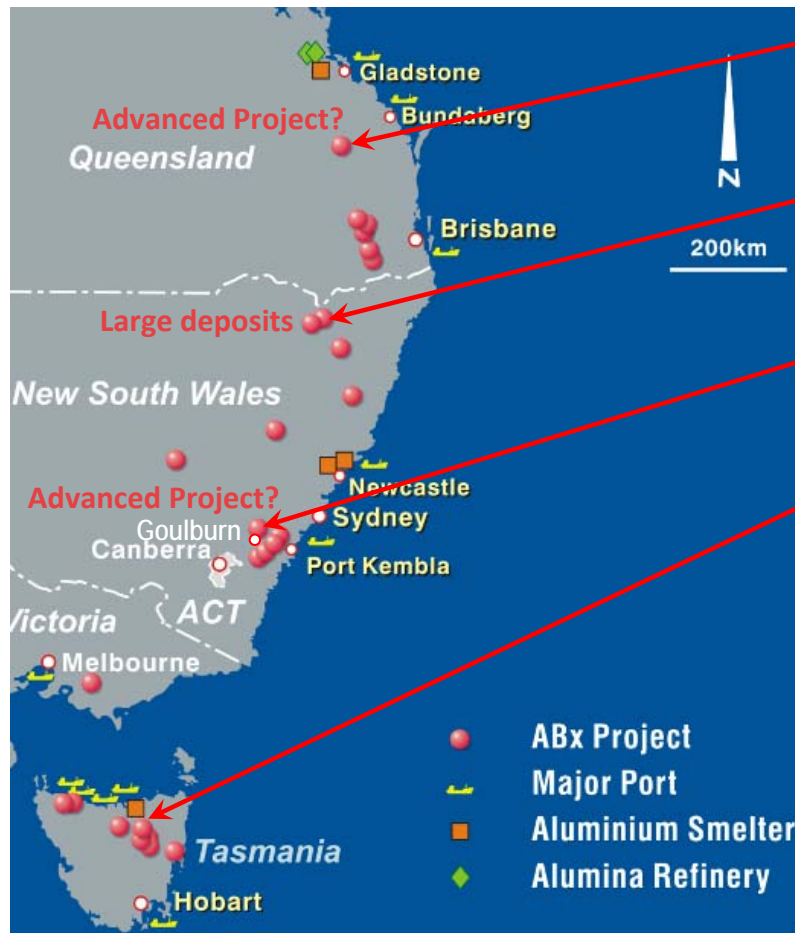 Gladstone
Advanced Project?
Bundaberg
Queensland
N
Brisbane
200km
Large deposits
New South Wales
Newcastle
Advanced Project?
Sydney
Goulburn
Canberra
Port Kembla
ACT
Victoria
Melbourne
ABx Project
Major Port
Aluminium Smelter
Alumina Refinery
Tasmania
Hobart